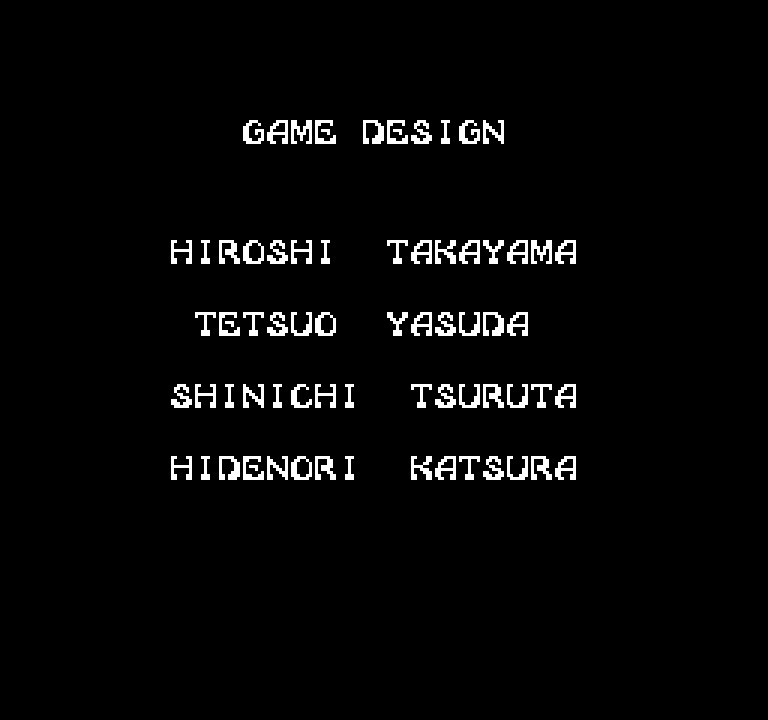 GAME DESIGN
HIROSHI TAKAYAMA
TETSUO YASUDA
SHINICHI TSURUTA
HIDENORI KATSURA